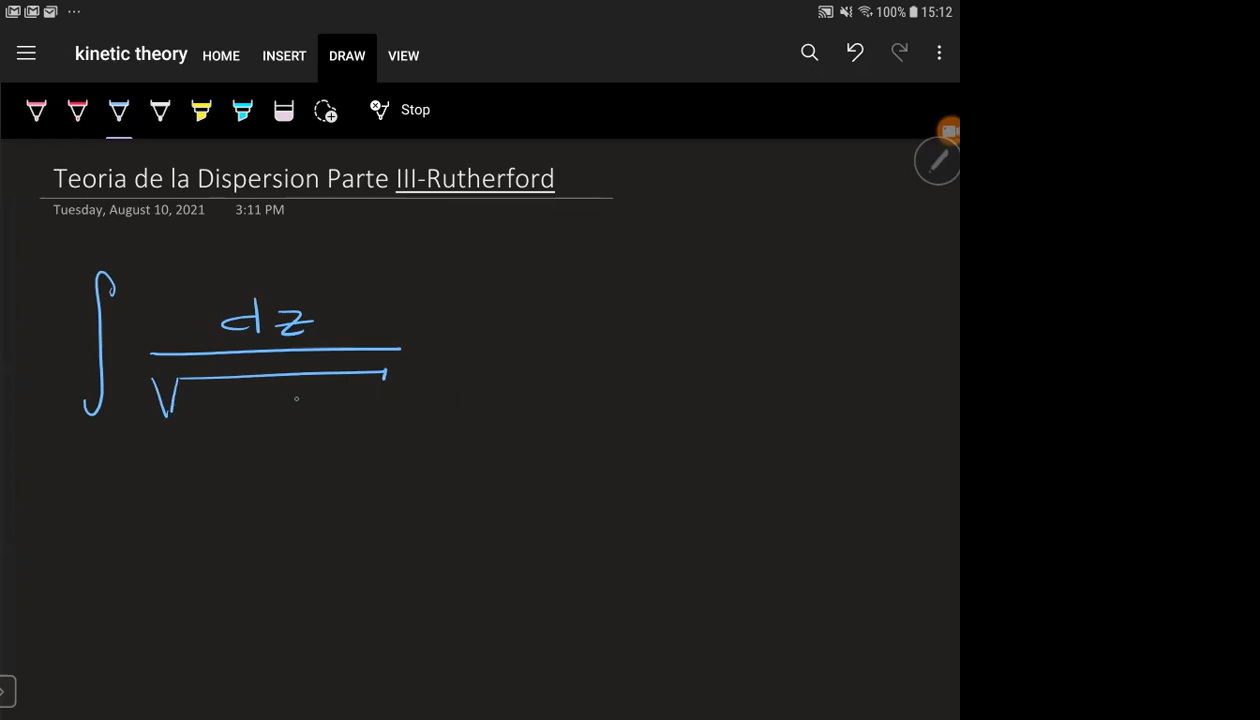 100% 15:12
kinetic theory HOME INSERT DRAW VIEW
Stop
Teoria de la Dispersion Parte III-Rutherford
Tuesday, August 10, 2021 3:11 PM
∫ dz
√